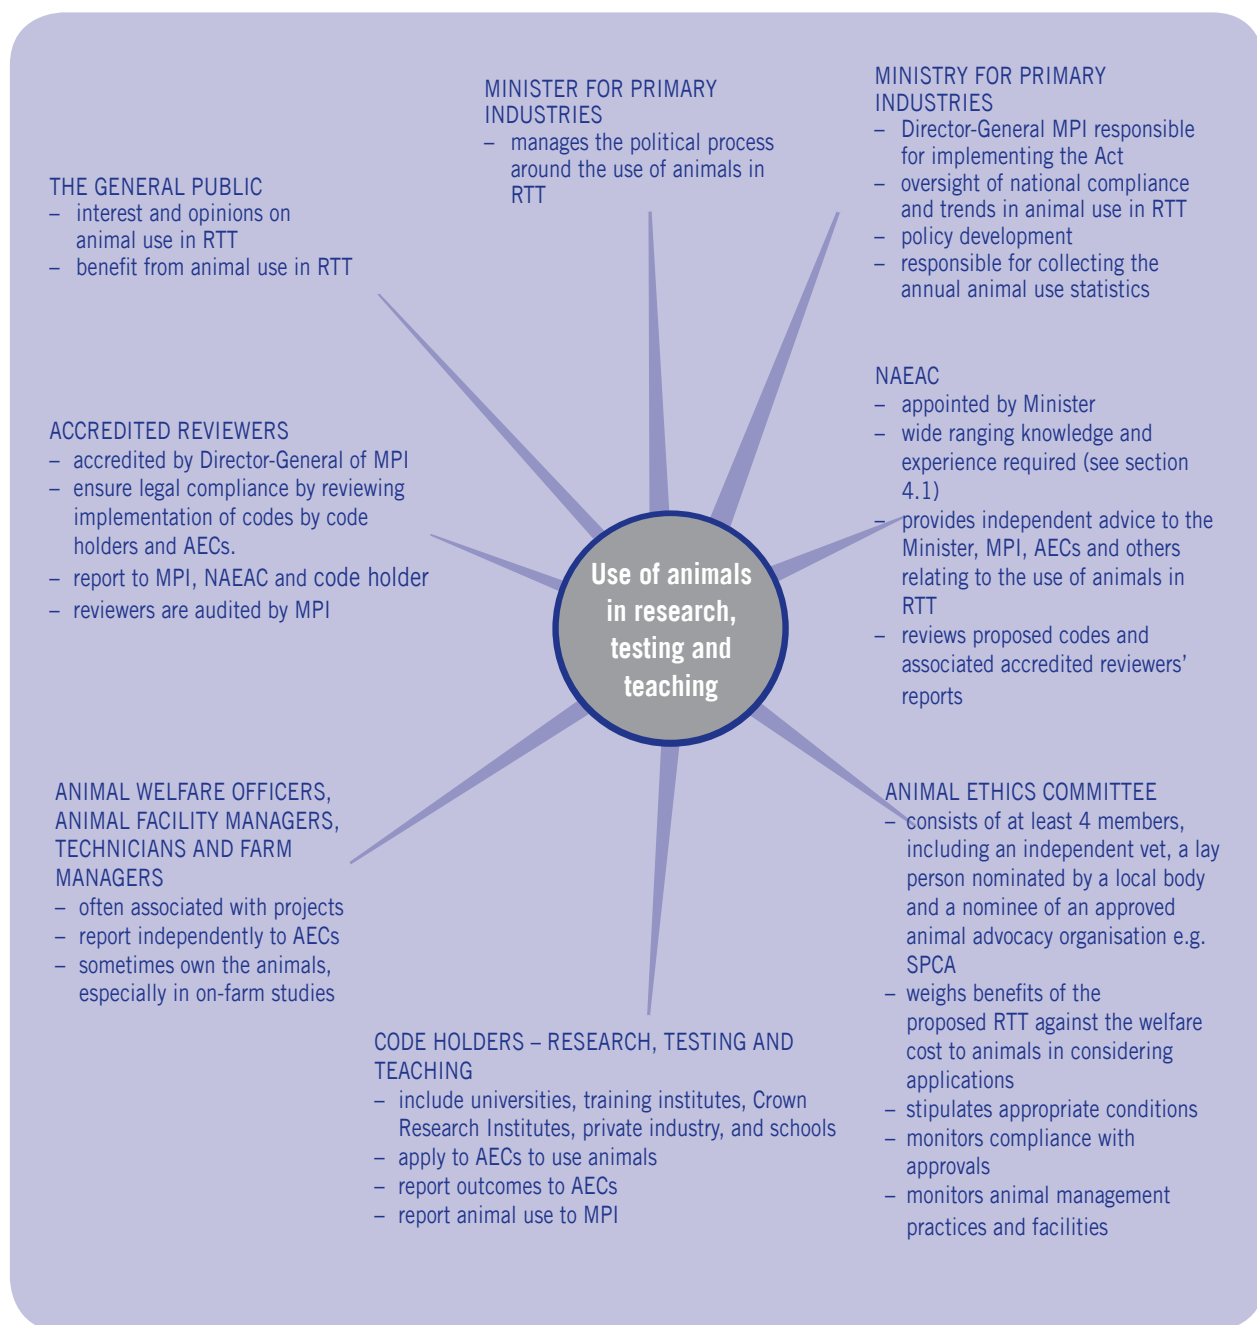 MINISTER FOR PRIMARY
INDUSTRIES
– manages the political process
around the use of animals in
RTT
MINISTRY FOR PRIMARY
INDUSTRIES
– Director-General MPI responsible
for implementing the Act
– oversight of national compliance
and trends in animal use in RTT
– policy development
– responsible for collecting the
annual animal use statistics
THE GENERAL PUBLIC
– interest and opinions on
animal use in RTT
– benefit from animal use in RTT
NAEAC
– appointed by Minister
– wide ranging knowledge and
experience required (see section
4.1)
– provides independent advice to the
Minister, MPI, AECs and others
relating to the use of animals in
RTT
– reviews proposed codes and
associated accredited reviewers’
reports
ACCREDITED REVIEWERS
– accredited by Director-General of MPI
– ensure legal compliance by reviewing
implementation of codes by code
holders and AECs.
– report to MPI, NAEAC and code holder
– reviewers are audited by MPI
Use of animals
in research,
testing and
teaching
ANIMAL WELFARE OFFICERS,
ANIMAL FACILITY MANAGERS,
TECHNICIANS AND FARM
MANAGERS
– often associated with projects
– report independently to AECs
– sometimes own the animals,
especially in on-farm studies
ANIMAL ETHICS COMMITTEE
– consists of at least 4 members,
including an independent vet, a lay
person nominated by a local body
and a nominee of an approved
animal advocacy organisation e.g.
SPCA
– weighs benefits of the
proposed RTT against the welfare
cost to animals in considering
applications
– stipulates appropriate conditions
– monitors compliance with
approvals
– monitors animal management
practices and facilities
CODE HOLDERS – RESEARCH, TESTING AND
TEACHING
– include universities, training institutes, Crown
Research Institutes, private industry, and schools
– apply to AECs to use animals
– report outcomes to AECs
– report animal use to MPI